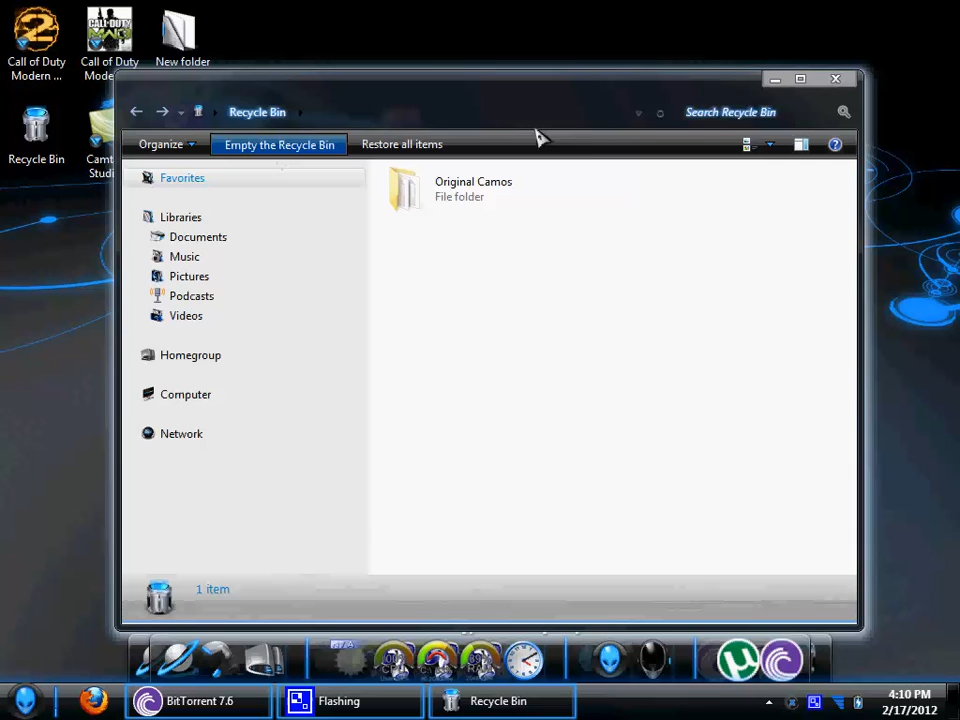 Call of Duty
Modern ...
Call of Duty
Mode
New folder
Recycle Bin
Camt
Studi
Recycle Bin
Search Recycle Bin
Organize
Empty the Recycle Bin
Restore all items
Favorites
Libraries
Documents
Music
Pictures
Podcasts
Videos
Homegroup
Computer
Network
Original Camos
File folder
1 item
BitTorrent 7.6
Flashing
Recycle Bin
4:10 PM
2/17/2012